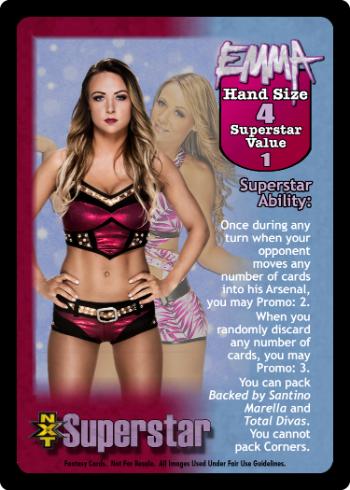 EMMA
Hand Size
4
Superstar
Value
1
Superstar
Ability:
Once during any
turn when your
opponent
moves any
number of cards
into his Arsenal,
you may Promo: 2.
When you
randomly discard
any number of
cards, you may
Promo: 3.
You can pack
Backed by Santino
Marella and
Total Divas.
You cannot
pack Corners.
NXT Superstar
Fantasy Cards. Not For Resale. All Images Used Under Fair Use Guidelines.